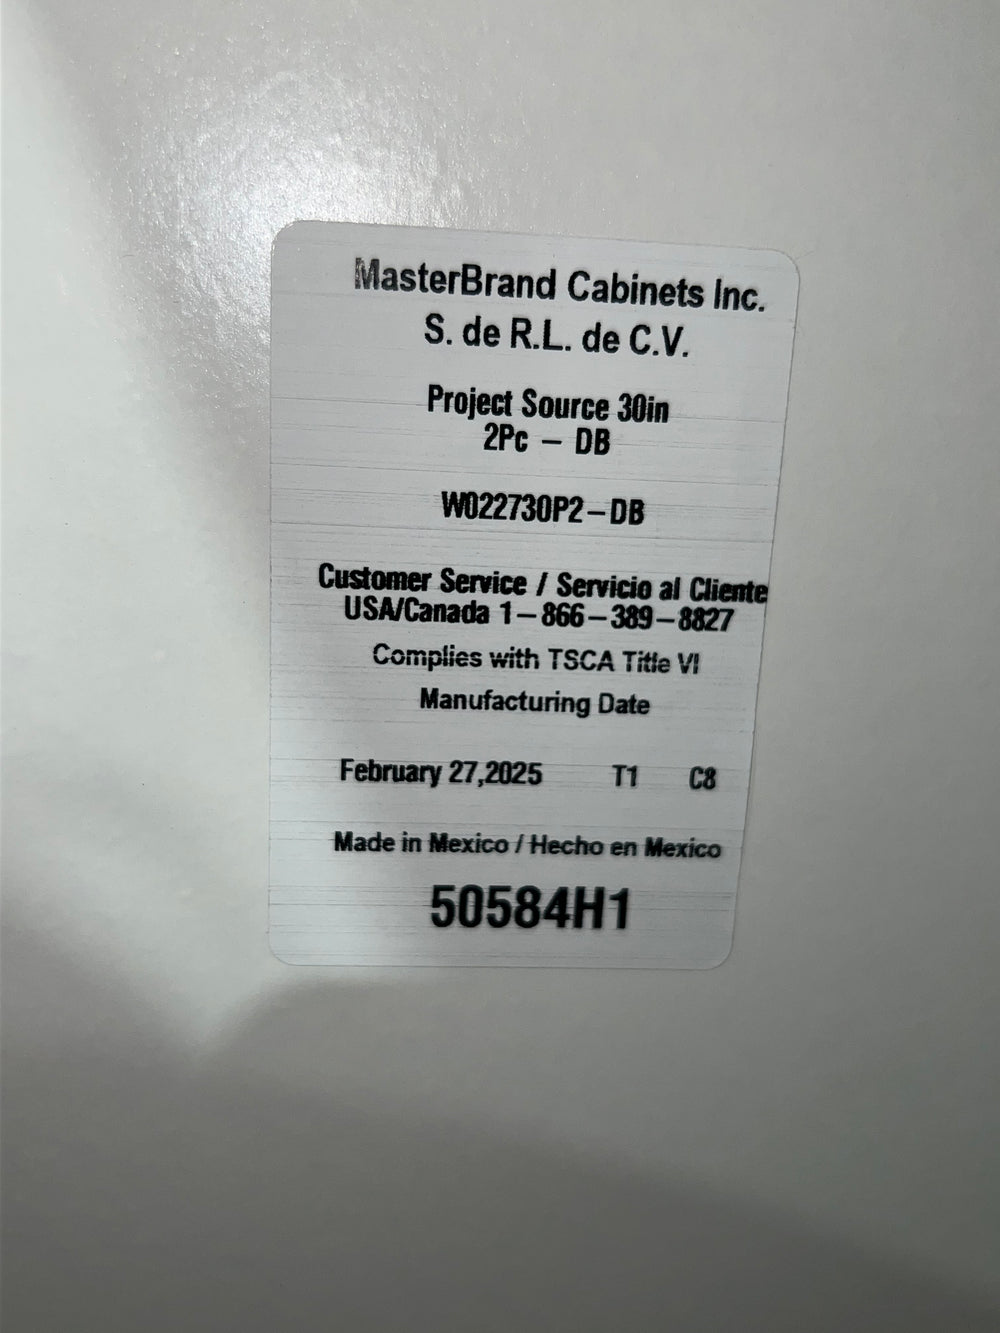 MasterBrand Cabinets Inc.
S. de R.L. de C.V.
Project Source 30in
2Pc – DB
W022730P2–DB
Customer Service / Servicio al Cliente
USA/Canada 1–866–389–8827
Complies with TSCA Title VI
Manufacturing Date
February 27,2025 T1 C8
Made in Mexico / Hecho en Mexico
50584H1